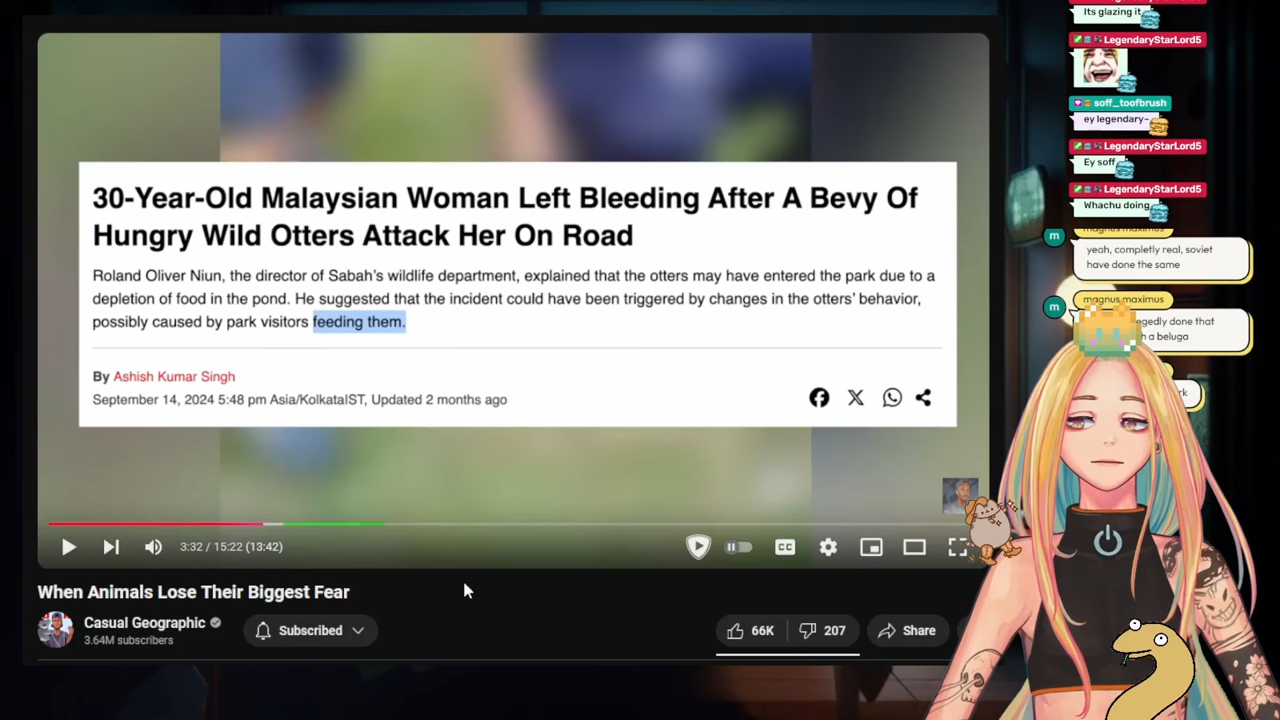 30-Year-Old Malaysian Woman Left Bleeding After A Bevy Of
Hungry Wild Otters Attack Her On Road
Roland Oliver Niun, the director of Sabah's wildlife department, explained that the otters may have entered the park due to a
depletion of food in the pond. He suggested that the incident could have been triggered by changes in the otters' behavior,
possibly caused by park visitors feeding them.
By Ashish Kumar Singh
September 14, 2024 5:48 pm Asia/KolkataIST, Updated 2 months ago
3:32 / 15:22 (13:42)
CC
When Animals Lose Their Biggest Fear
Casual Geographic
3.64M subscribers
Subscribed
66K
207
Share
Its glazing it
LegendaryStarLord5
soff_toofbrush
ey legendary~
LegendaryStarLord5
Ey soff
LegendaryStarLord5
Whachu doing
magnus maximus
m
yeah, completly real, soviet
have done the same
magnus maximus
m
egedly done that
h a beluga
rk